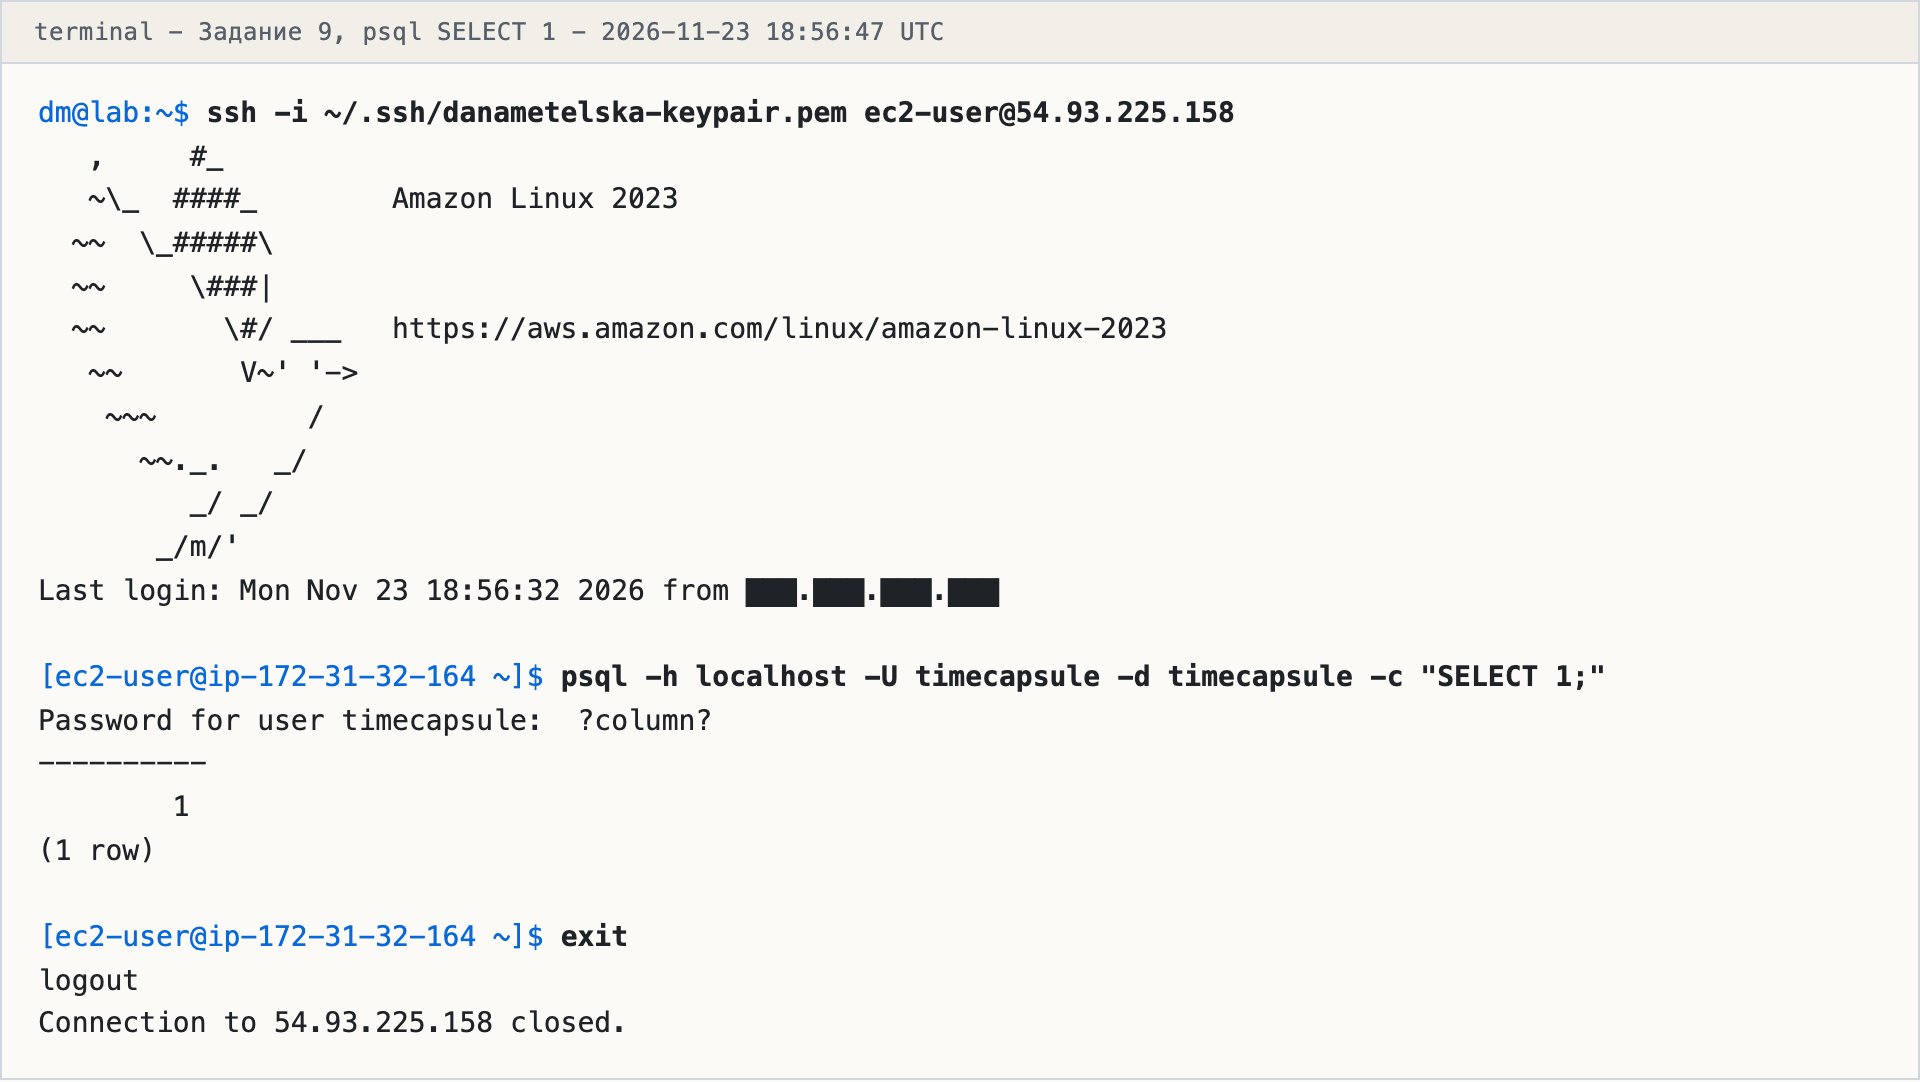 terminal — Задание 9, psql SELECT 1 — 2026-11-23 18:56:47 UTC
dm@lab:~$ ssh -i ~/.ssh/danametelska-keypair.pem ec2-user@54.93.225.158
   ,     #_
   ~\_  ####_        Amazon Linux 2023
  ~~  \_#####\
  ~~     \###|
  ~~       \#/ ___   https://aws.amazon.com/linux/amazon-linux-2023
   ~~       V~' '->
    ~~~         /
      ~~._.   _/
         _/ _/
       _/m/'
Last login: Mon Nov 23 18:56:32 2026 from ███.███.███.███
[ec2-user@ip-172-31-32-164 ~]$ psql -h localhost -U timecapsule -d timecapsule -c "SELECT 1;"
Password for user timecapsule:  ?column?
----------
        1
(1 row)
[ec2-user@ip-172-31-32-164 ~]$ exit
logout
Connection to 54.93.225.158 closed.